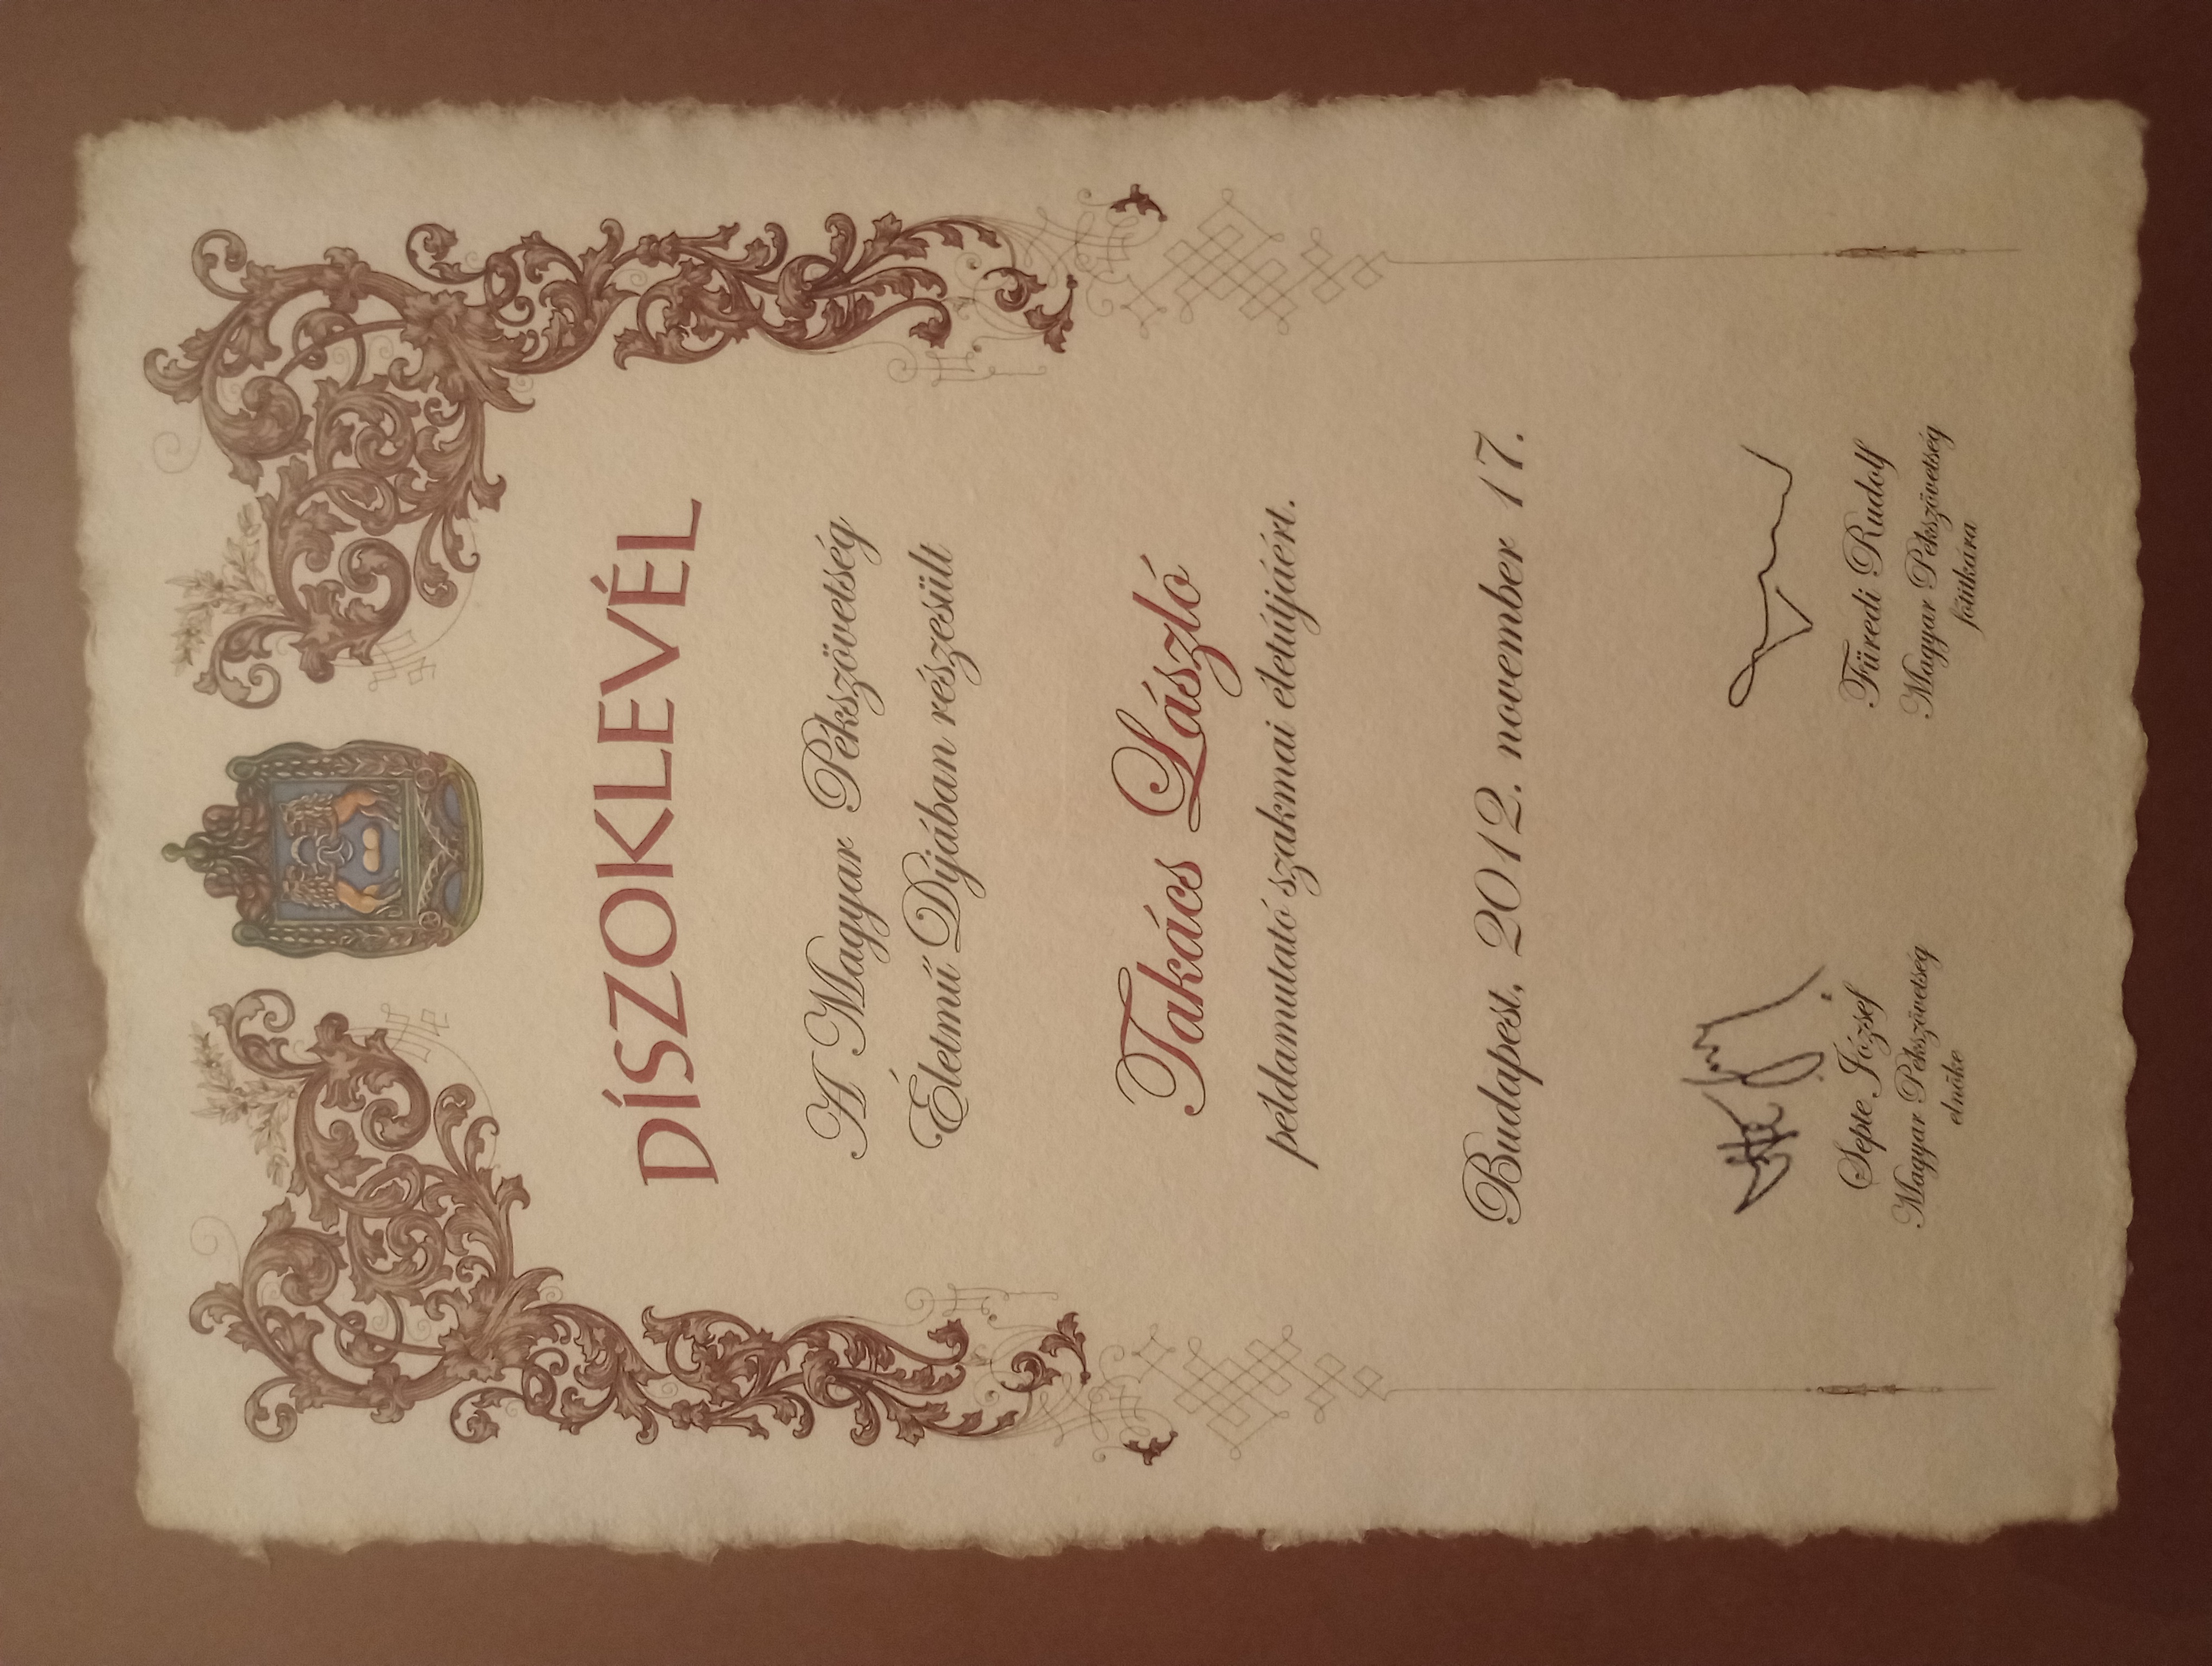 DÍSZOKLEVÉL
A Magyar Pékszövetség
Életmű Díjában részesült
Takács László
példamutató szakmai életútjáért.
Budapest, 2012. november 17.
Septe József
Magyar Pékszövetség
elnöke
Füredi Rudolf
Magyar Pékszövetség
főtitkára